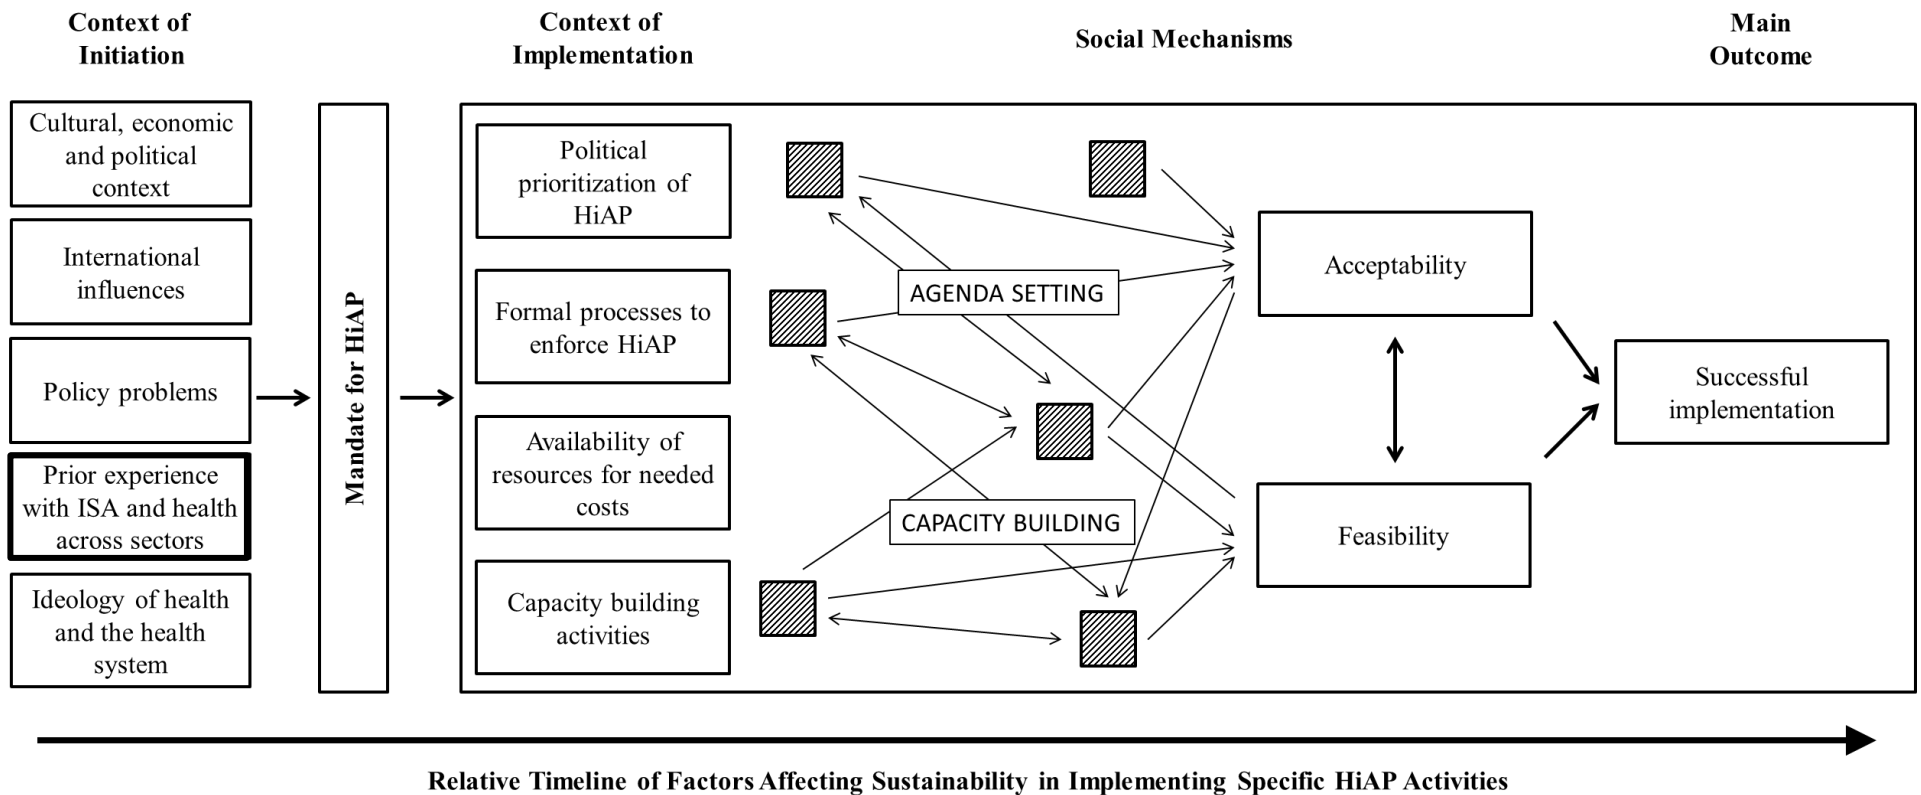 Context of
Initiation
Context of
Implementation
Social Mechanisms
Main
Outcome
Cultural, economic
and political
context
International
influences
Policy problems
Prior experience
with ISA and health
across sectors
Ideology of health
and the health
system
Mandate for HiAP
Political
prioritization of
HiAP
Formal processes to
enforce HiAP
Availability of
resources for needed
costs
Capacity building
activities
AGENDA SETTING
CAPACITY BUILDING
Acceptability
Feasibility
Successful
implementation
Relative Timeline of Factors Affecting Sustainability in Implementing Specific HiAP Activities